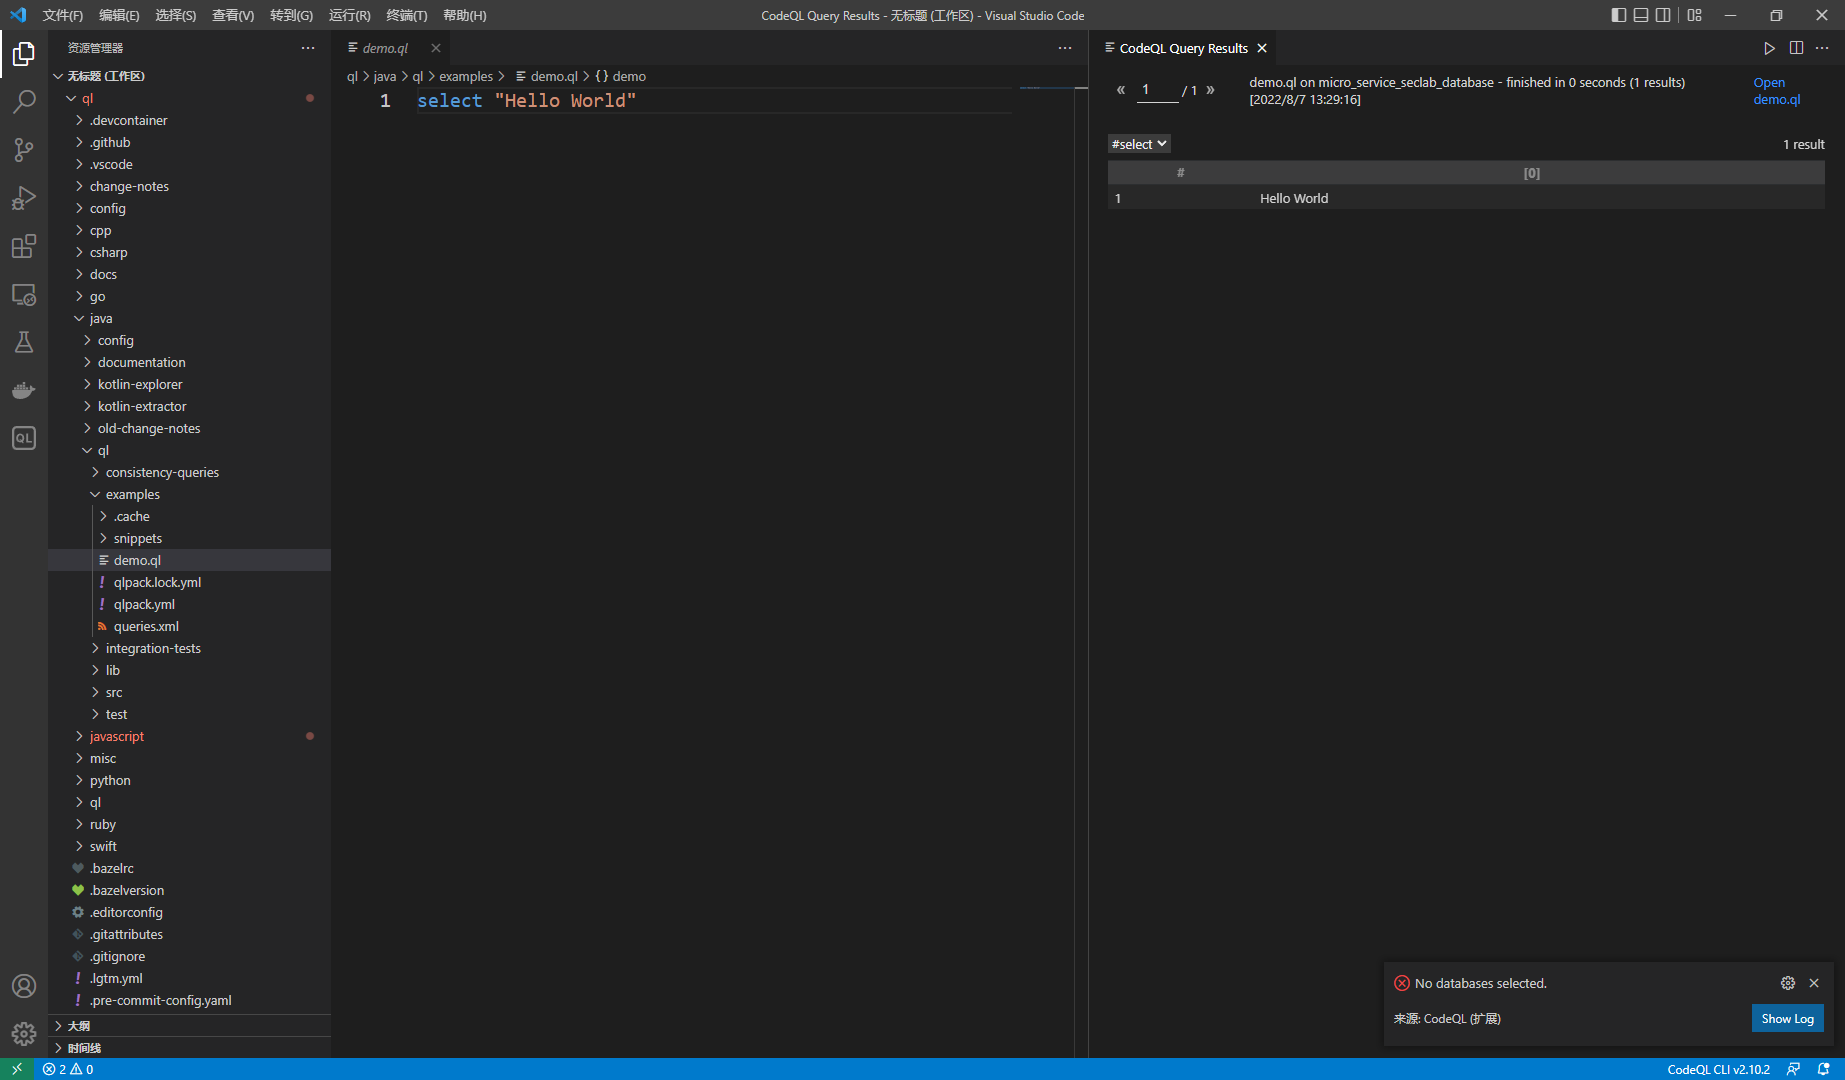 文件(F) 编辑(E) 选择(S) 查看(V) 转到(G) 运行(R) 终端(T) 帮助(H)
CodeQL Query Results - 无标题 (工作区) - Visual Studio Code
资源管理器
无标题 (工作区)
ql
.devcontainer
.github
.vscode
change-notes
config
cpp
csharp
docs
go
java
config
documentation
kotlin-explorer
kotlin-extractor
old-change-notes
ql
consistency-queries
examples
.cache
snippets
demo.ql
qlpack.lock.yml
qlpack.yml
queries.xml
integration-tests
lib
src
test
javascript
misc
python
ql
ruby
swift
.bazelrc
.bazelversion
.editorconfig
.gitattributes
.gitignore
.lgtm.yml
.pre-commit-config.yaml
大纲
时间线
QL
demo.ql
ql > java > ql > examples > demo.ql > {} demo
1 select "Hello World"
CodeQL Query Results
« 1 / 1 »
demo.ql on micro_service_seclab_database - finished in 0 seconds (1 results)
[2022/8/7 13:29:16]
Open
demo.ql
#select
1 result
# [0]
1 Hello World
No databases selected.
来源: CodeQL (扩展)
Show Log
2 0
CodeQL CLI v2.10.2